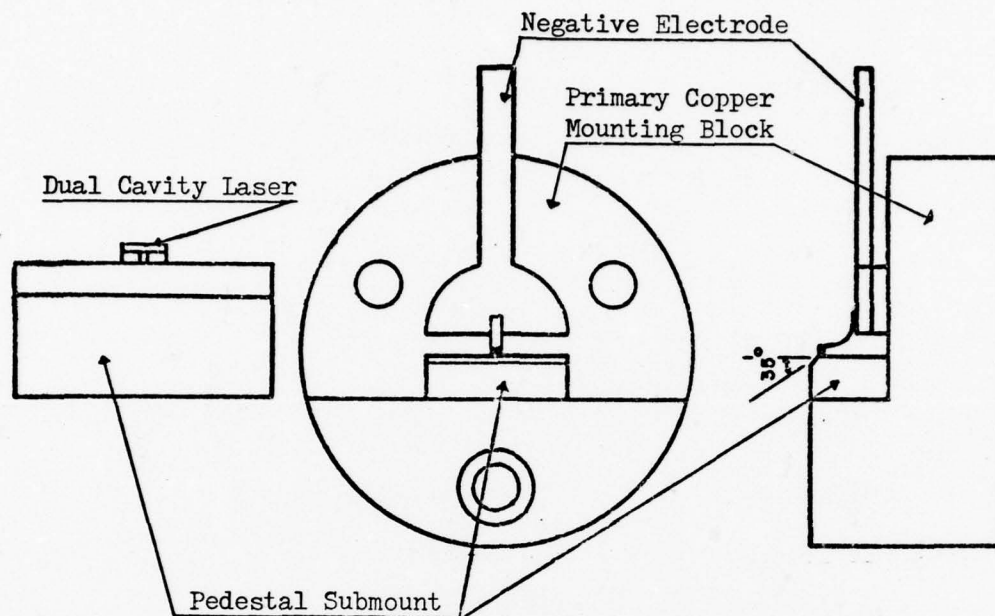 Negative Electrode
Primary Copper
Mounting Block
Dual Cavity Laser
35°
Pedestal Submount